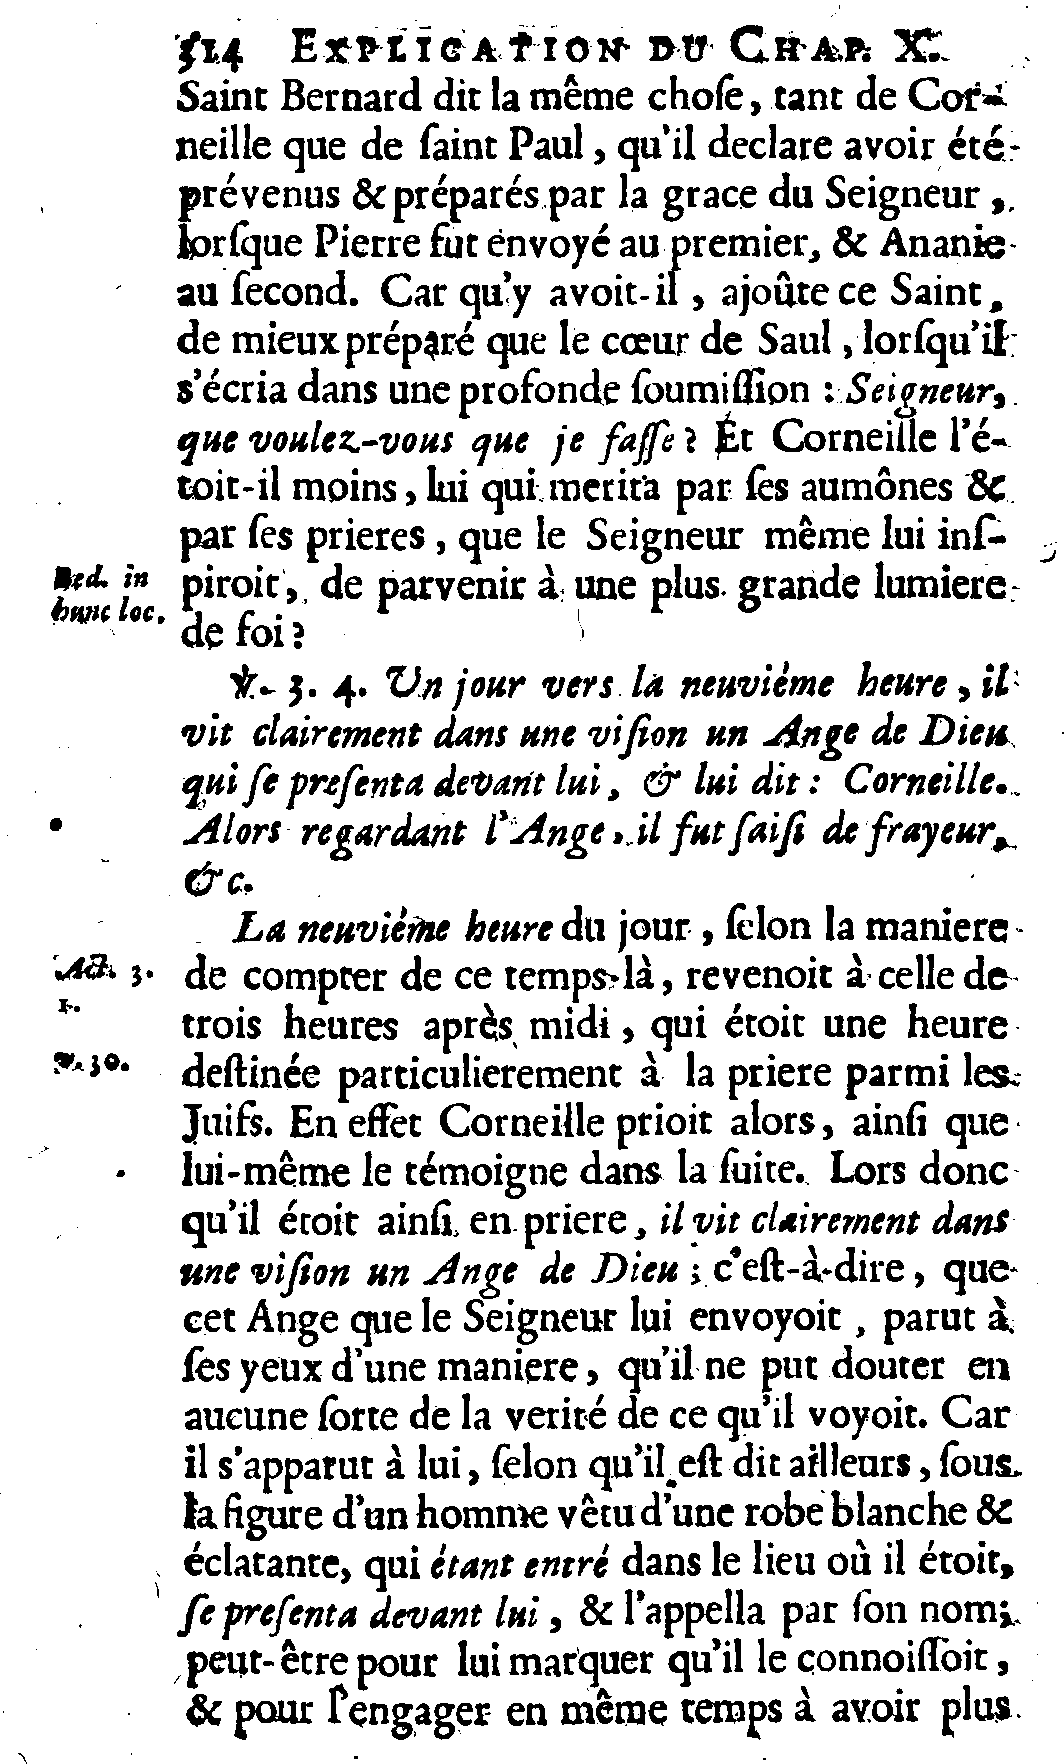 514 EXPLICATION DU CHAP. X.
Saint Bernard dit la même choſe, tant de Cor-
neille que de ſaint Paul, qu'il declare avoir été
prévenus & préparés par la grace du Seigneur,
lorſque Pierre fut envoyé au premier, & Ananie
au ſecond. Car qu'y avoit-il, ajoûte ce Saint,
de mieux préparé que le cœur de Saul, lorſqu'il
s'écria dans une profonde ſoumiſſion : Seigneur,
que voulez-vous que je faſſe ? Et Corneille l'é-
toit-il moins, lui qui merita par ſes aumônes &
par ſes prieres, que le Seigneur même lui inſ-
Bed. in
hunc loc.
piroit, de parvenir à une plus grande lumiere
de foi ?
℣. 3. 4. Un jour vers la neuviéme heure, il
vit clairement dans une viſion un Ange de Dieu
qui ſe preſenta devant lui, & lui dit : Corneille.
Alors regardant l'Ange, il fut ſaiſi de frayeur,
&c.
La neuviéme heure du jour, ſelon la maniere
Act. 3.
1.
de compter de ce temps-là, revenoit à celle de
trois heures après midi, qui étoit une heure
℣. 30.
deſtinée particulierement à la priere parmi les
Juifs. En effet Corneille prioit alors, ainſi que
lui-même le témoigne dans la ſuite. Lors donc
qu'il étoit ainſi en priere, il vit clairement dans
une viſion un Ange de Dieu ; c'eſt-à-dire, que
cet Ange que le Seigneur lui envoyoit, parut à
ſes yeux d'une maniere, qu'il ne put douter en
aucune ſorte de la verité de ce qu'il voyoit. Car
il s'apparut à lui, ſelon qu'il eſt dit ailleurs, ſous
la figure d'un homme vêtu d'une robe blanche &
éclatante, qui étant entré dans le lieu où il étoit,
ſe preſenta devant lui, & l'appella par ſon nom ;
peut-être pour lui marquer qu'il le connoiſſoit,
& pour l'engager en même temps à avoir plus